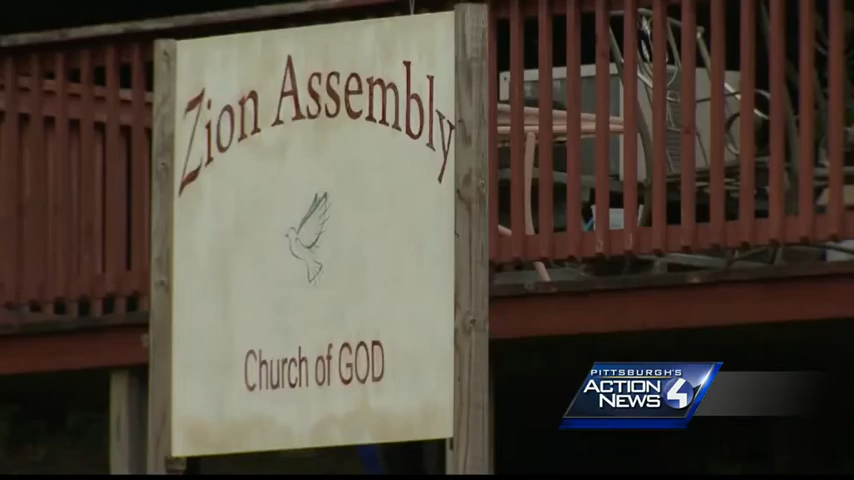 Zion Assembly
Church of GOD
PITTSBURGH'S
ACTION
NEWS 4